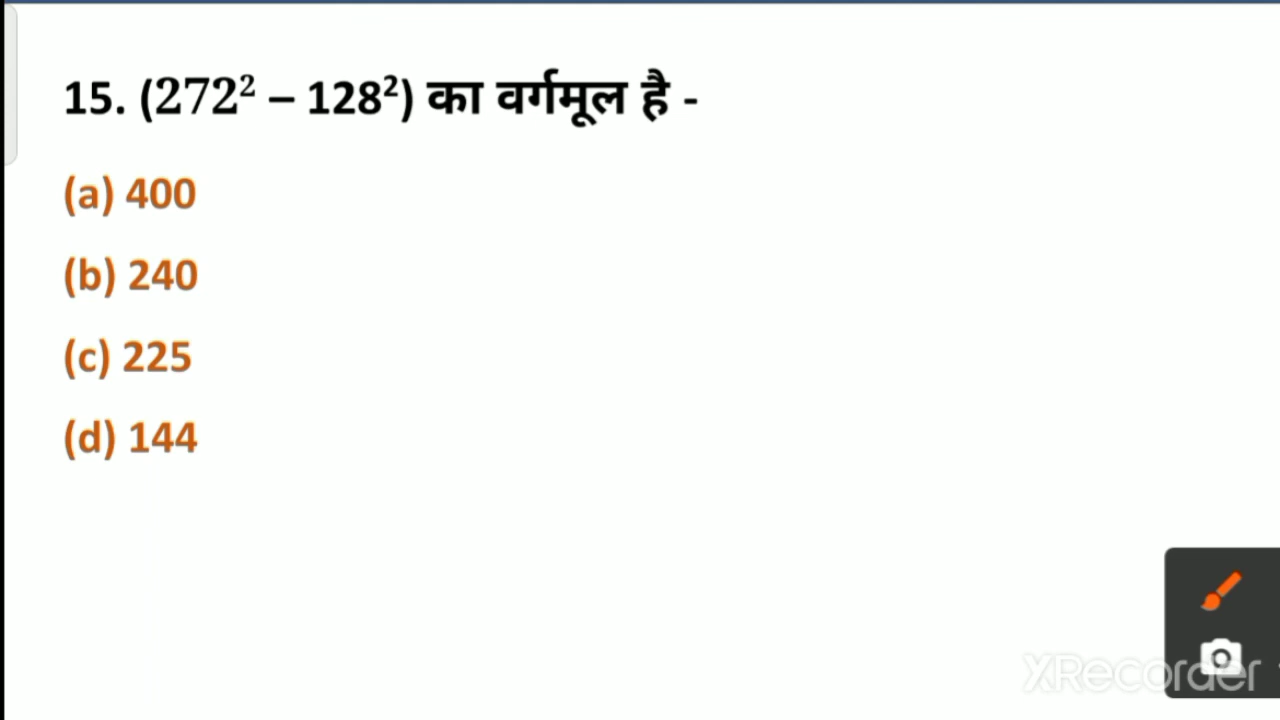 15. (272² – 128²) का वर्गमूल है -
(a) 400
(b) 240
(c) 225
(d) 144
XRecorder